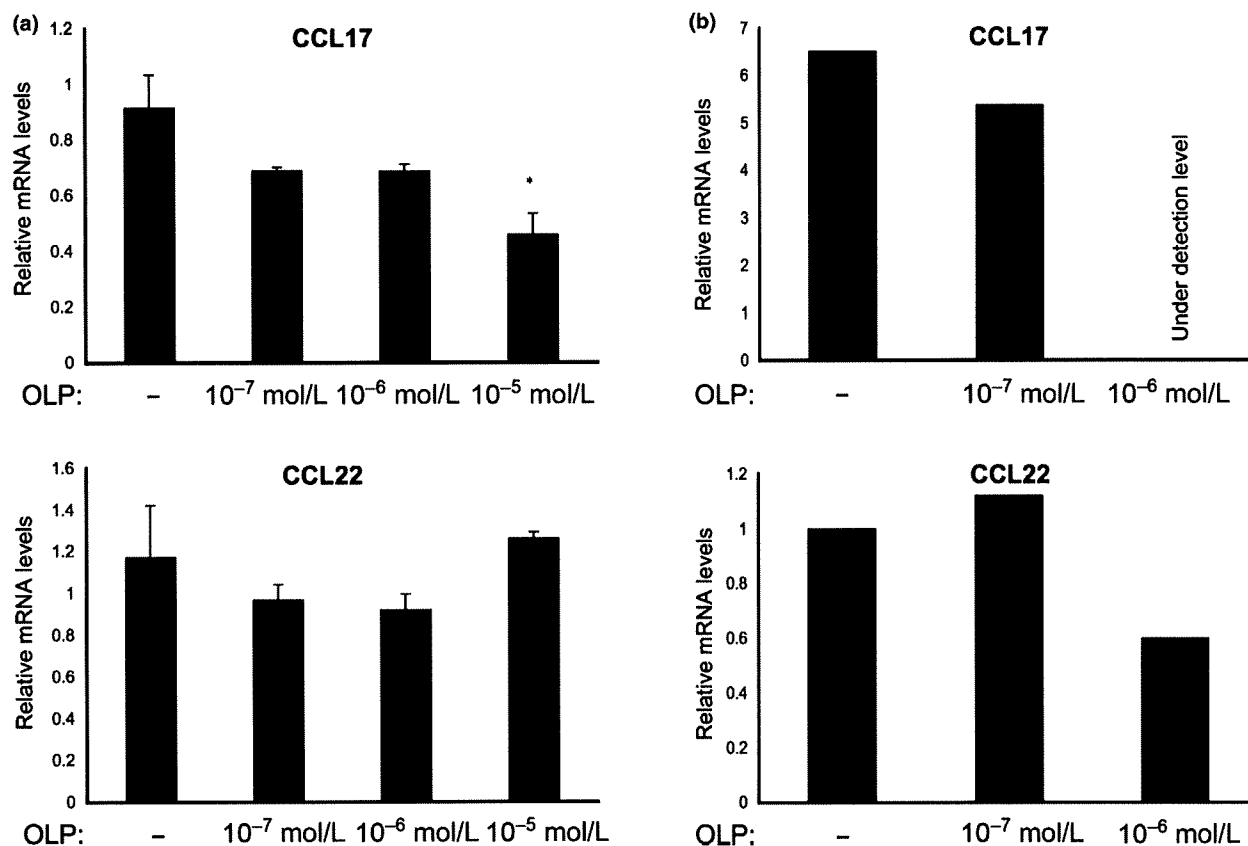 (a)
CCL17
Relative mRNA levels
1.2
1
0.8
0.6
0.4
0.2
0
*
OLP: – 10⁻⁷ mol/L 10⁻⁶ mol/L 10⁻⁵ mol/L
(b)
CCL17
Relative mRNA levels
7
6
5
4
3
2
1
0
Under detection level
OLP: – 10⁻⁷ mol/L 10⁻⁶ mol/L
CCL22
Relative mRNA levels
1.6
1.4
1.2
1
0.8
0.6
0.4
0.2
0
OLP: – 10⁻⁷ mol/L 10⁻⁶ mol/L 10⁻⁵ mol/L
CCL22
Relative mRNA levels
1.2
1
0.8
0.6
0.4
0.2
0
OLP: – 10⁻⁷ mol/L 10⁻⁶ mol/L